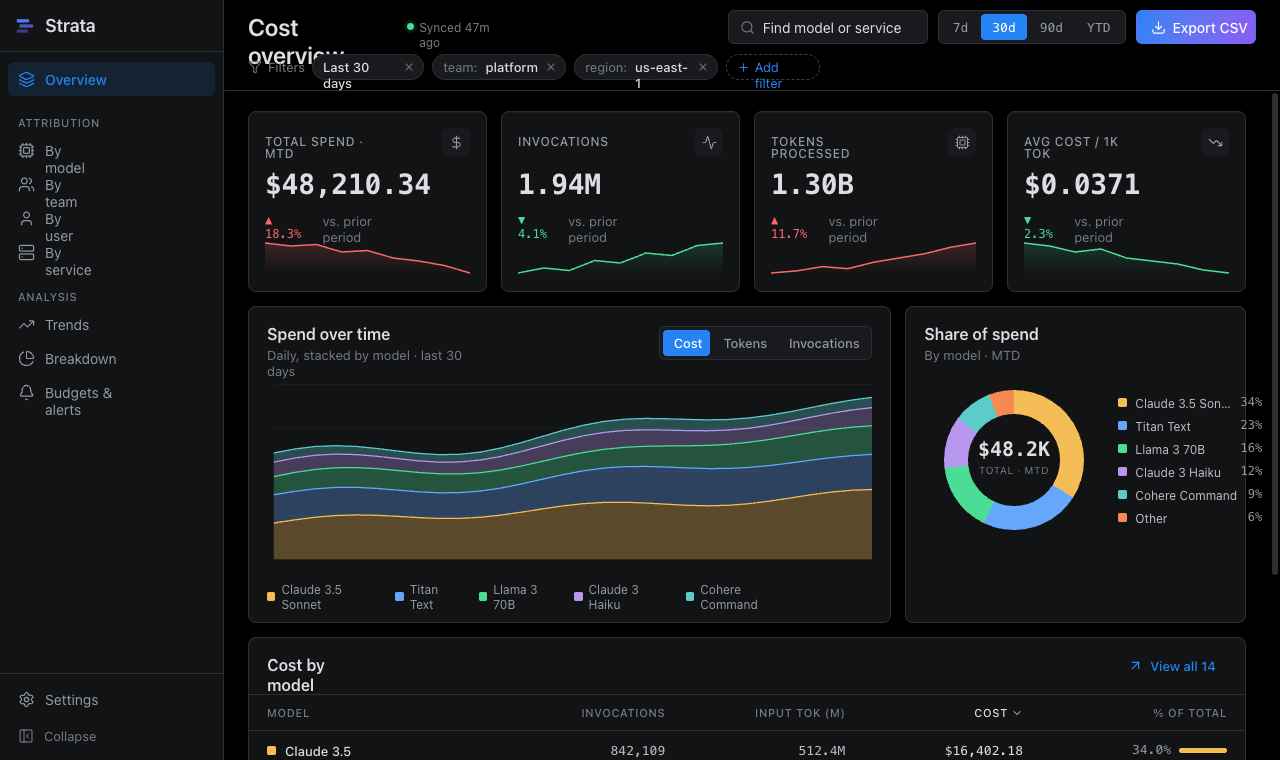 Strata
Overview
ATTRIBUTION
By
model
By
team
By
user
By
service
ANALYSIS
Trends
Breakdown
Budgets &
alerts
Settings
Collapse
Cost
overview
Synced 47m
ago
Find model or service
7d 30d 90d YTD
Export CSV
Filters
Last 30
days
team: platform
region: us-east-
1
Add
filter
TOTAL SPEND ·
MTD
$48,210.34
▲
18.3%
vs. prior
period
INVOCATIONS
1.94M
▼
4.1%
vs. prior
period
TOKENS
PROCESSED
1.30B
▲
11.7%
vs. prior
period
AVG COST / 1K
TOK
$0.0371
▼
2.3%
vs. prior
period
Spend over time
Daily, stacked by model · last 30
days
Cost Tokens Invocations
Claude 3.5
Sonnet
Titan
Text
Llama 3
70B
Claude 3
Haiku
Cohere
Command
Share of spend
By model · MTD
$48.2K
TOTAL · MTD
Claude 3.5 Son... 34%
Titan Text 23%
Llama 3 70B 16%
Claude 3 Haiku 12%
Cohere Command 9%
Other 6%
Cost by
model
View all 14
MODEL INVOCATIONS INPUT TOK (M) COST % OF TOTAL
Claude 3.5 842,109 512.4M $16,402.18 34.0%